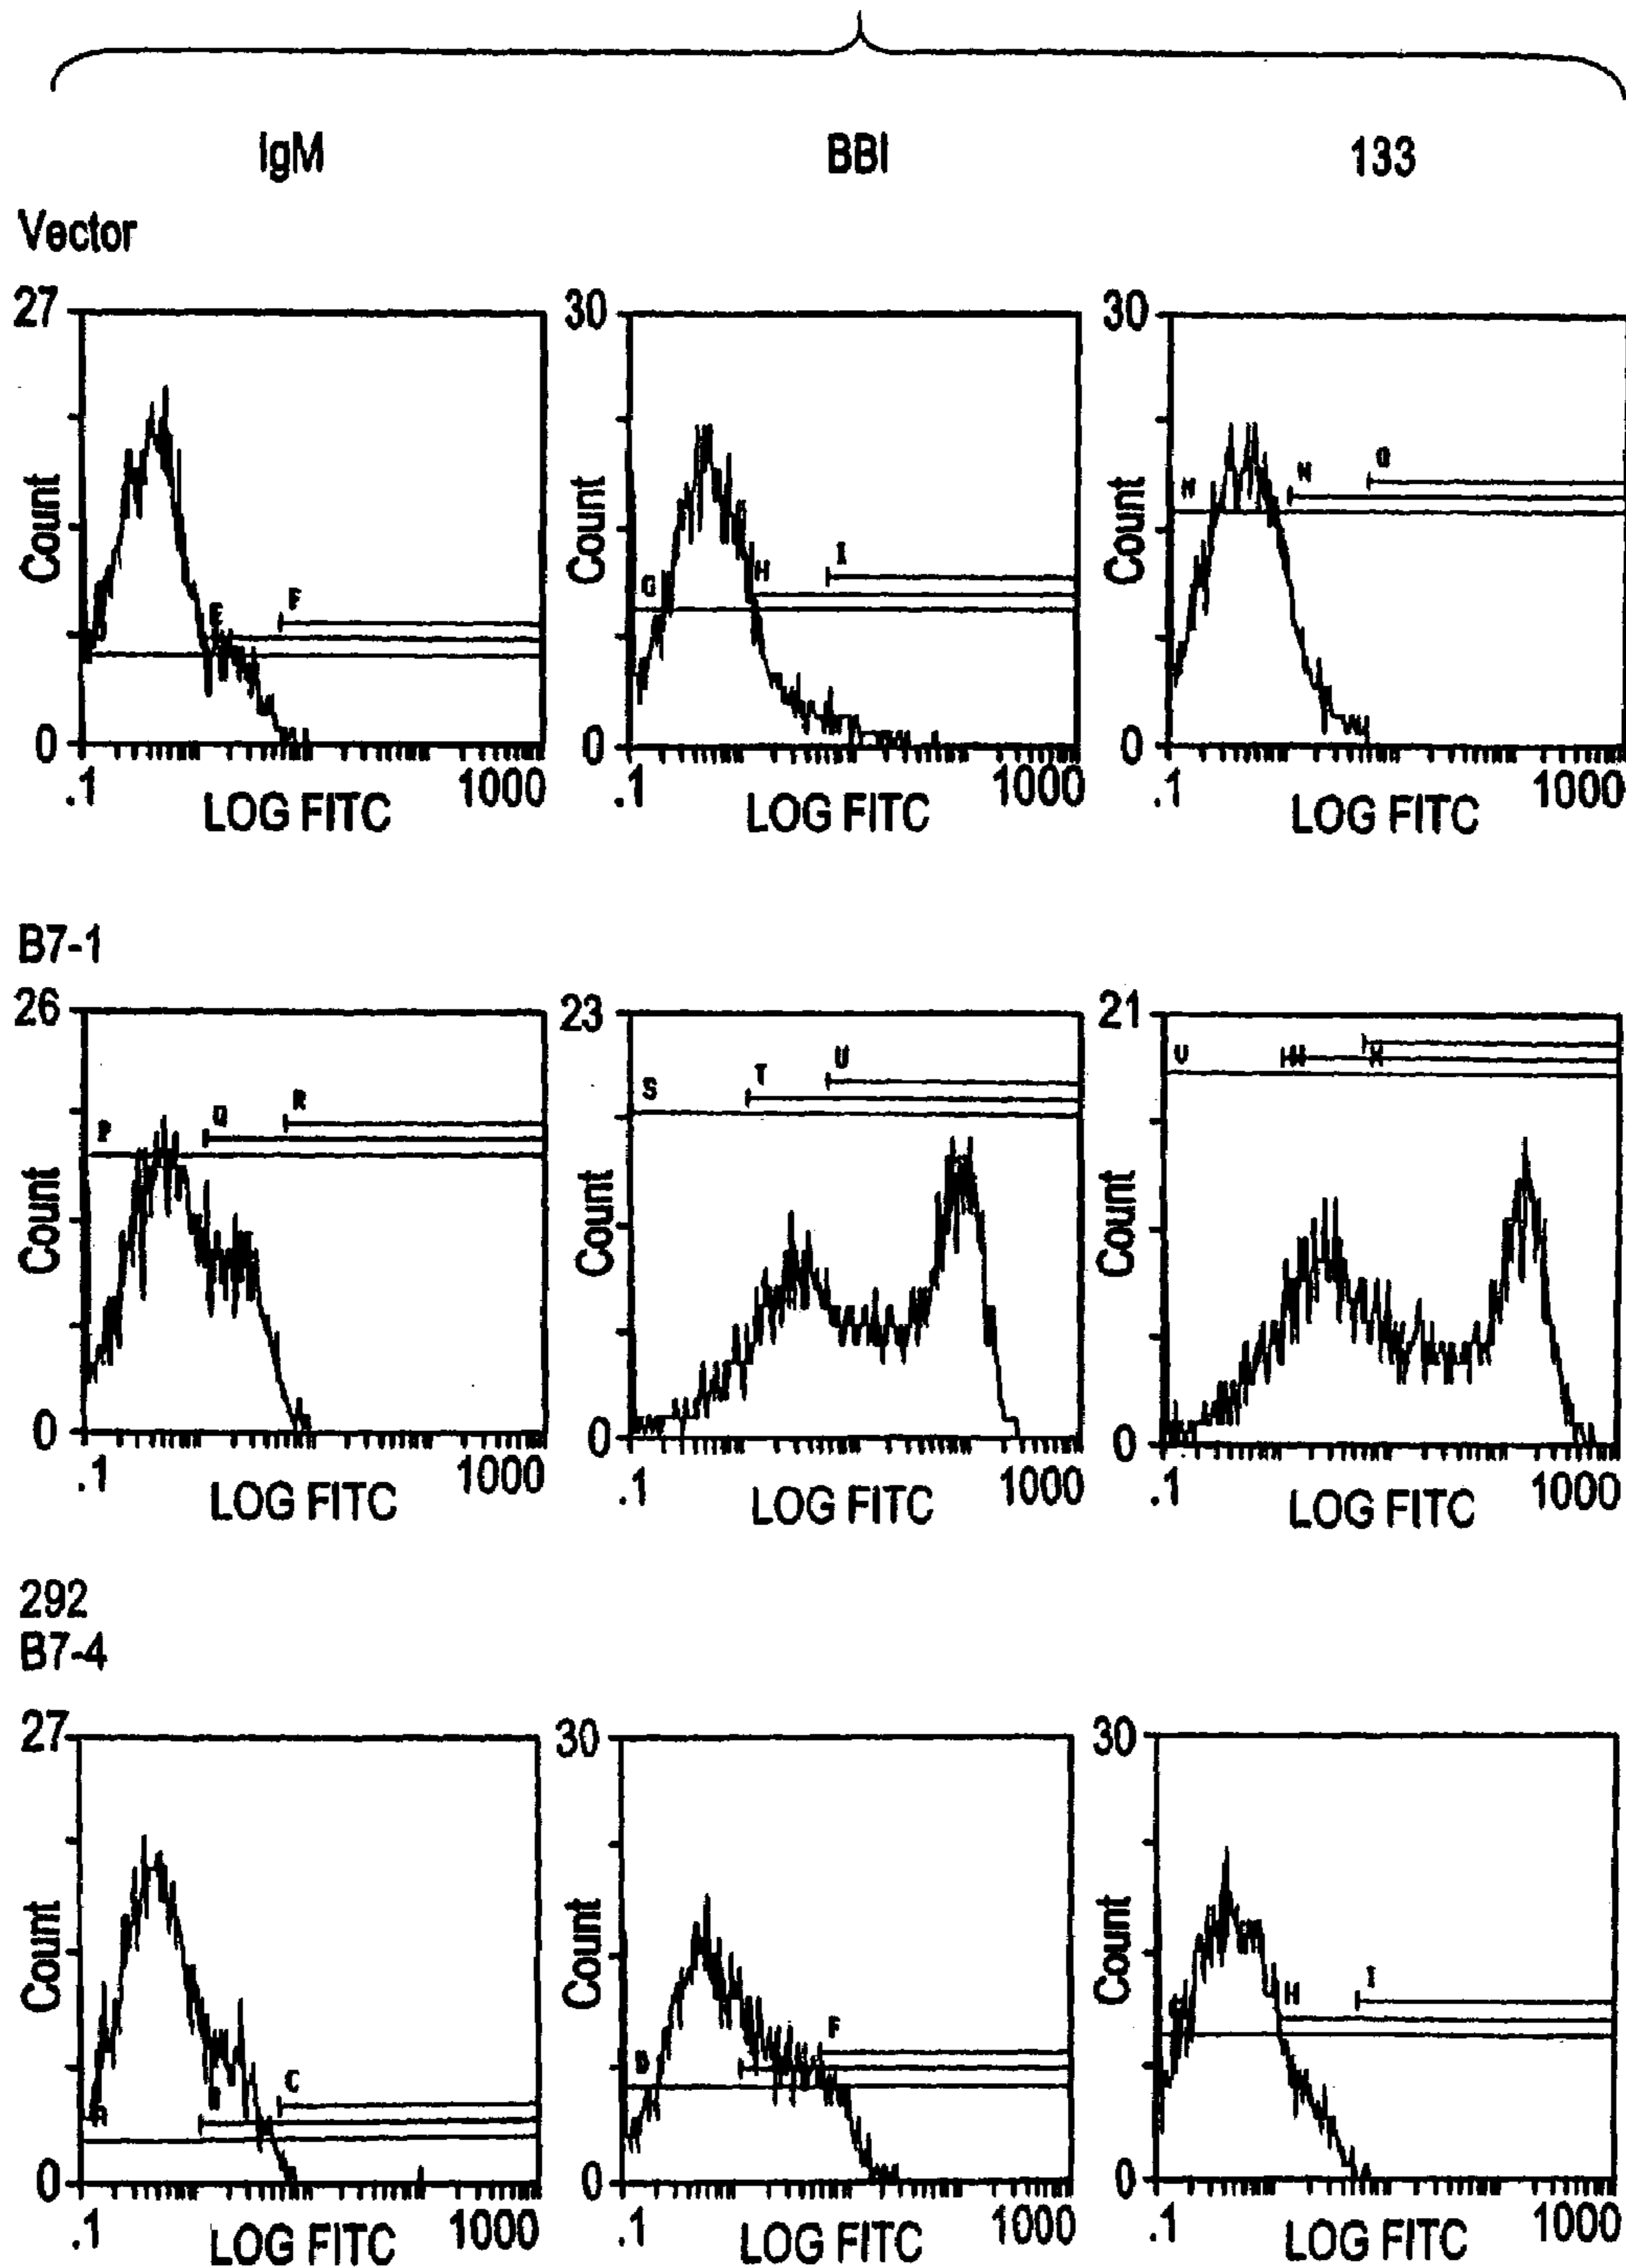 IgM BBI 133
Vector
27 30 30
Count Count Count
E F G H I N N O
0 0 0
.1 1000 .1 1000 .1 1000
LOG FITC LOG FITC LOG FITC
B7-1
26 23 21
P Q R S T U V W X
Count Count Count
0 0 0
.1 1000 .1 1000 .1 1000
LOG FITC LOG FITC LOG FITC
292
B7-4
27 30 30
Count Count Count
A C D F H I
0 0 0
.1 1000 .1 1000 .1 1000
LOG FITC LOG FITC LOG FITC